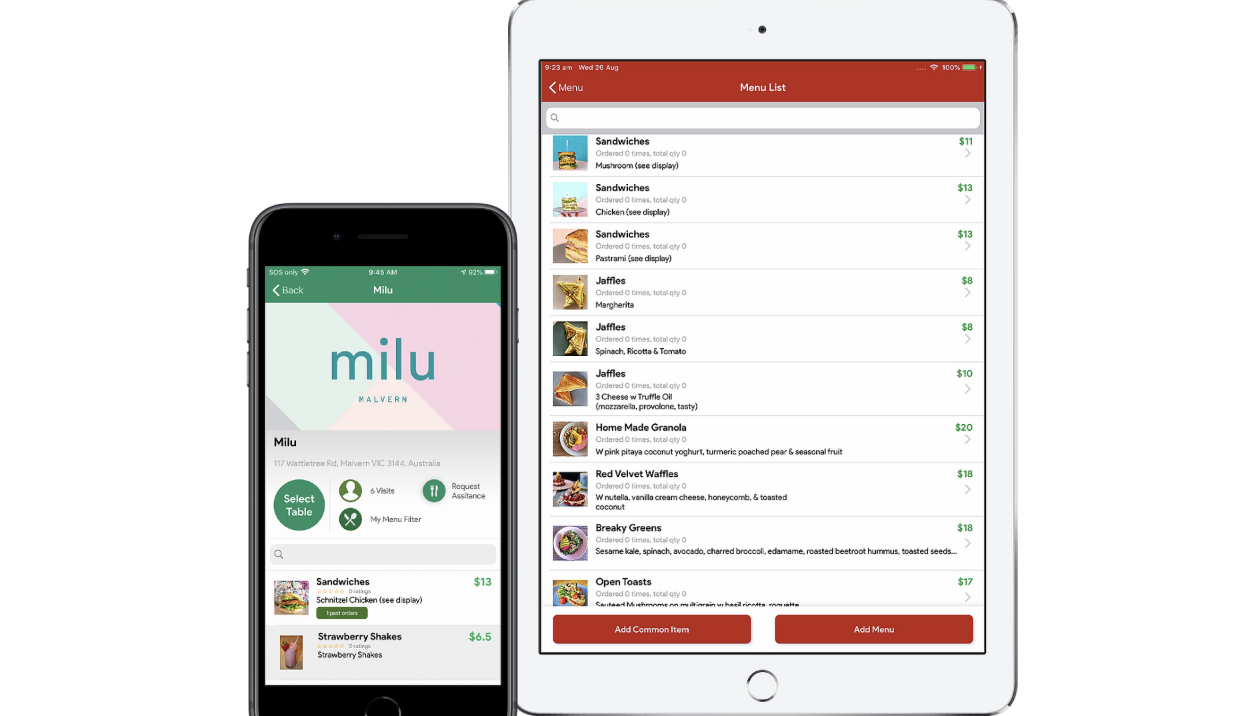 SOS only
9:45 AM
92%
Back
Milu
milu
MALVERN
Milu
117 Wattletree Rd, Malvern VIC 3144, Australia
Select
Table
6 Visits
Request
Assitance
My Menu Filter
Sandwiches
$13
0 ratings
Schnitzel Chicken (see display)
1 past orders
Strawberry Shakes
$6.5
0 ratings
Strawberry Shakes
9:23 am Wed 26 Aug
100%
Menu
Menu List
Sandwiches
$11
Ordered 0 times, total qty 0
Mushroom (see display)
Sandwiches
$13
Ordered 0 times, total qty 0
Chicken (see display)
Sandwiches
$13
Ordered 0 times, total qty 0
Pastrami (see display)
Jaffles
$8
Ordered 0 times, total qty 0
Margherita
Jaffles
$8
Ordered 0 times, total qty 0
Spinach, Ricotta & Tomato
Jaffles
$10
Ordered 0 times, total qty 0
3 Cheese w Truffle Oil
(mozzarella, provolone, tasty)
Home Made Granola
$20
Ordered 0 times, total qty 0
W pink pitaya coconut yoghurt, turmeric poached pear & seasonal fruit
Red Velvet Waffles
$18
Ordered 0 times, total qty 0
W nutella, vanilla cream cheese, honeycomb, & toasted
coconut
Breaky Greens
$18
Ordered 0 times, total qty 0
Sesame kale, spinach, avocado, charred broccoli, edamame, roasted beetroot hummus, toasted seeds...
Open Toasts
$17
Ordered 0 times, total qty 0
Sauteed Mushrooms on multigrain w basil ricotta, roquette
Add Common Item
Add Menu